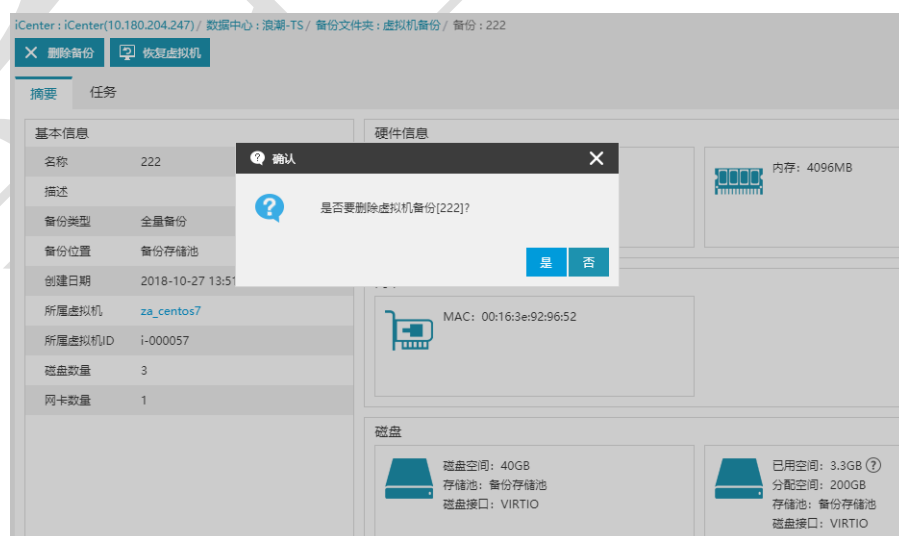 iCenter : iCenter(10.180.204.247) / 数据中心 : 浪潮-TS / 备份文件夹 : 虚拟机备份 / 备份 : 222
删除备份 恢复虚拟机
摘要 任务
基本信息
名称 222
描述
备份类型 全量备份
备份位置 备份存储池
创建日期 2018-10-27 13:51
所属虚拟机 za_centos7
所属虚拟机ID i-000057
磁盘数量 3
网卡数量 1
确认
是否要删除虚拟机备份[222]?
是 否
硬件信息
内存：4096MB
MAC：00:16:3e:92:96:52
磁盘
磁盘空间：40GB
存储池：备份存储池
磁盘接口：VIRTIO
已用空间：3.3GB ?
分配空间：200GB
存储池：备份存储池
磁盘接口：VIRTIO